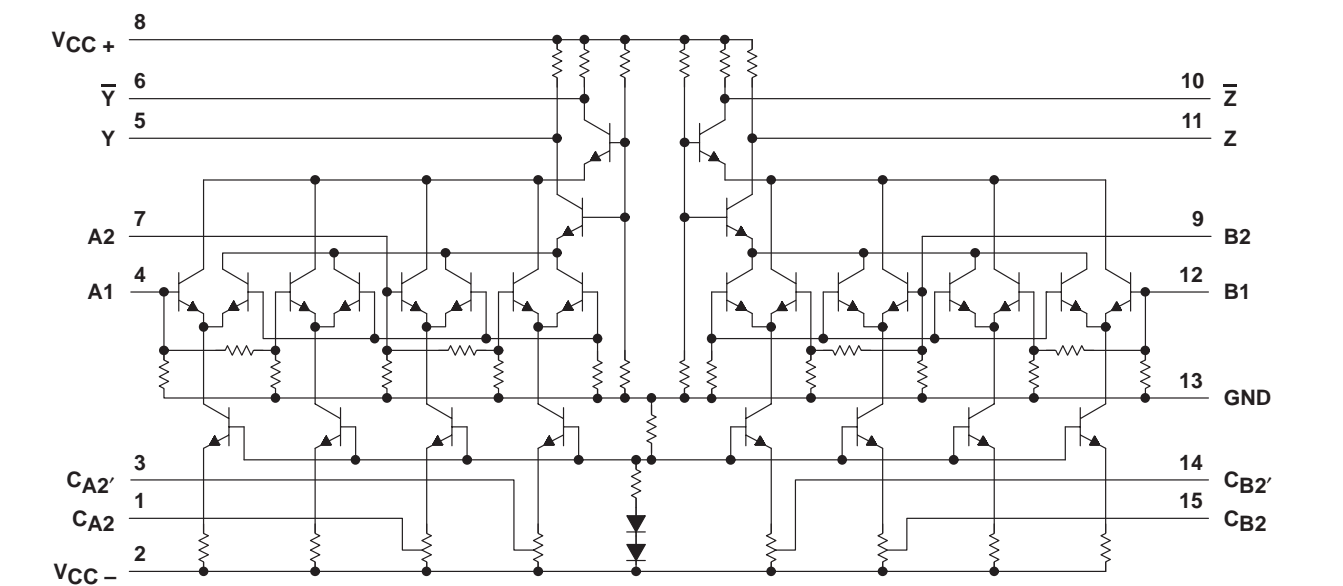 VCC + 8
Y̅ 6
Y 5
A2 7
A1 4
CA2′ 3
CA2 1
VCC – 2
10 Z̅
11 Z
9 B2
12 B1
13 GND
14 CB2′
15 CB2